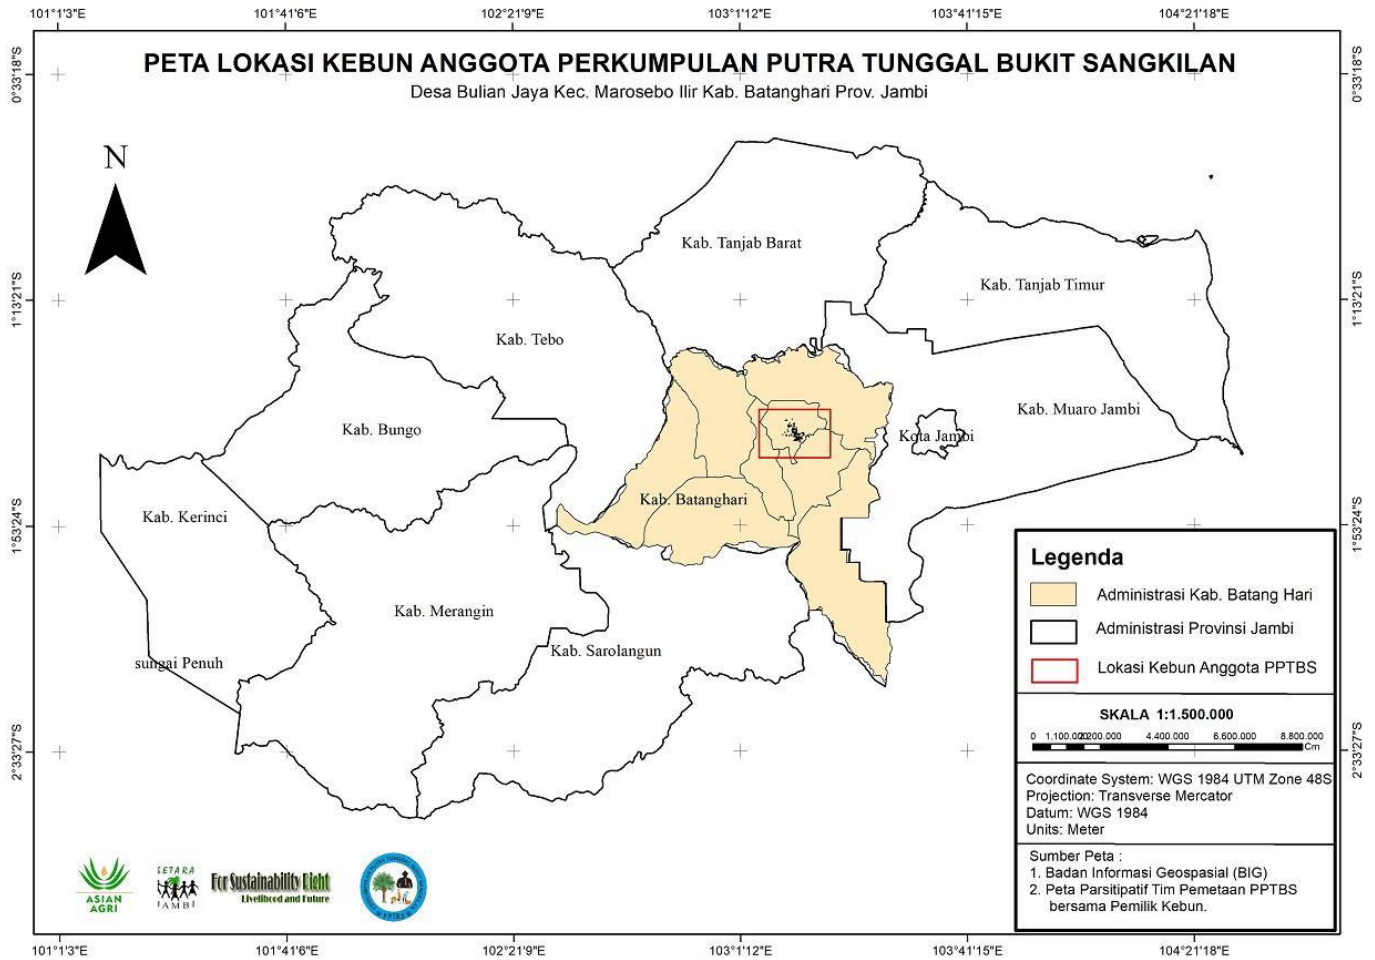 101°1'3"E 101°41'6"E 102°21'9"E 103°1'12"E 103°41'15"E 104°21'18"E
PETA LOKASI KEBUN ANGGOTA PERKUMPULAN PUTRA TUNGGAL BUKIT SANGKILAN
Desa Bulian Jaya Kec. Marosebo Ilir Kab. Batanghari Prov. Jambi
0°33'18"S 0°33'18"S
N
Kab. Tanjab Barat
Kab. Tanjab Timur
1°13'21"S 1°13'21"S
Kab. Tebo
Kab. Muaro Jambi
Kab. Bungo
Kota Jambi
Kab. Batanghari
Kab. Kerinci
1°53'24"S 1°53'24"S
Kab. Merangin
Kab. Sarolangun
sungai Penuh
2°33'27"S 2°33'27"S
Legenda
Administrasi Kab. Batang Hari
Administrasi Provinsi Jambi
Lokasi Kebun Anggota PPTBS
SKALA 1:1.500.000
0 1.100.000 2.200.000 4.400.000 6.600.000 8.800.000
Cm
Coordinate System: WGS 1984 UTM Zone 48S
Projection: Transverse Mercator
Datum: WGS 1984
Units: Meter
Sumber Peta :
1. Badan Informasi Geospasial (BIG)
2. Peta Parsitipatif Tim Pemetaan PPTBS
bersama Pemilik Kebun.
ASIAN
AGRI
SETARA
JAMBI
For Sustainability Right
Livelihood and Future
101°1'3"E 101°41'6"E 102°21'9"E 103°1'12"E 103°41'15"E 104°21'18"E